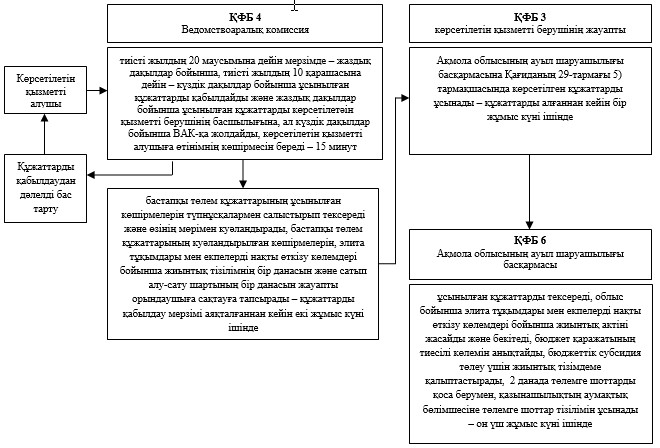 ҚФБ 4
Ведомствоаралық комиссия
ҚФБ 3
көрсетілетін қызметті берушінің жауапты
Көрсетілетін
қызметті
алушы
тиісті жылдың 20 маусымына дейін мерзімде – жаздық
дақылдар бойынша, тиісті жылдың 10 қарашасына
дейін – күздік дақылдар бойынша ұсынылған
құжаттарды қабылдайды және жаздық дақылдар
бойынша ұсынылған құжаттарды көрсетілетөін
қызметті берушінің басшылығына, ал күздік дақылдар
бойынша ВАК-қа жолдайды, көрсетілетін қызметті
алушыға өтінімнің көшірмесін береді – 15 минут
Ақмола облысының ауыл шаруашылығы
басқармасына Қағиданың 29-тармағы 5)
тармақшасында көрсетілген құжаттарды
ұсынады – құжаттарды алғаннан кейін бір
жұмыс күні ішінде
Құжаттарды
қабылдаудан
дәлелді бас
тарту
бастапқы төлем құжаттарының ұсынылған
көшірмелерін түпнұсқалармен салыстырып тексереді
және өзінің мөрімен куәландырады, бастапқы төлем
құжаттарының куәландырылған көшірмелерін, элита
тұқымдары мен екпелерді нақты өткізу көлемдері
бойынша жиынтық тізілімнің бір данасын және сатып
алу-сату шартының бір данасын жауапты
орындаушыға сақтауға тапсырады – құжаттарды
қабылдау мерзімі аяқталғаннан кейін екі жұмыс күні
ішінде
ҚФБ 6
Ақмола облысының ауыл шаруашылығы
басқармасы
ұсынылған құжаттарды тексереді, облыс
бойынша элита тұқымдары мен екпелерді нақты
өткізу көлемдері бойынша жиынтық актіні
жасайды және бекітеді, бюджет қаражатының
тиесілі көлемін анықтайды, бюджеттік субсидия
төлеу үшін жиынтық тізімдеме
қалыптастырады, 2 данада төлемге шоттарды
қоса берумен, қазынашылықтың аумақтық
бөлімшесіне төлемге шоттар тізілімін ұсынады
– он үш жұмыс күні ішінде